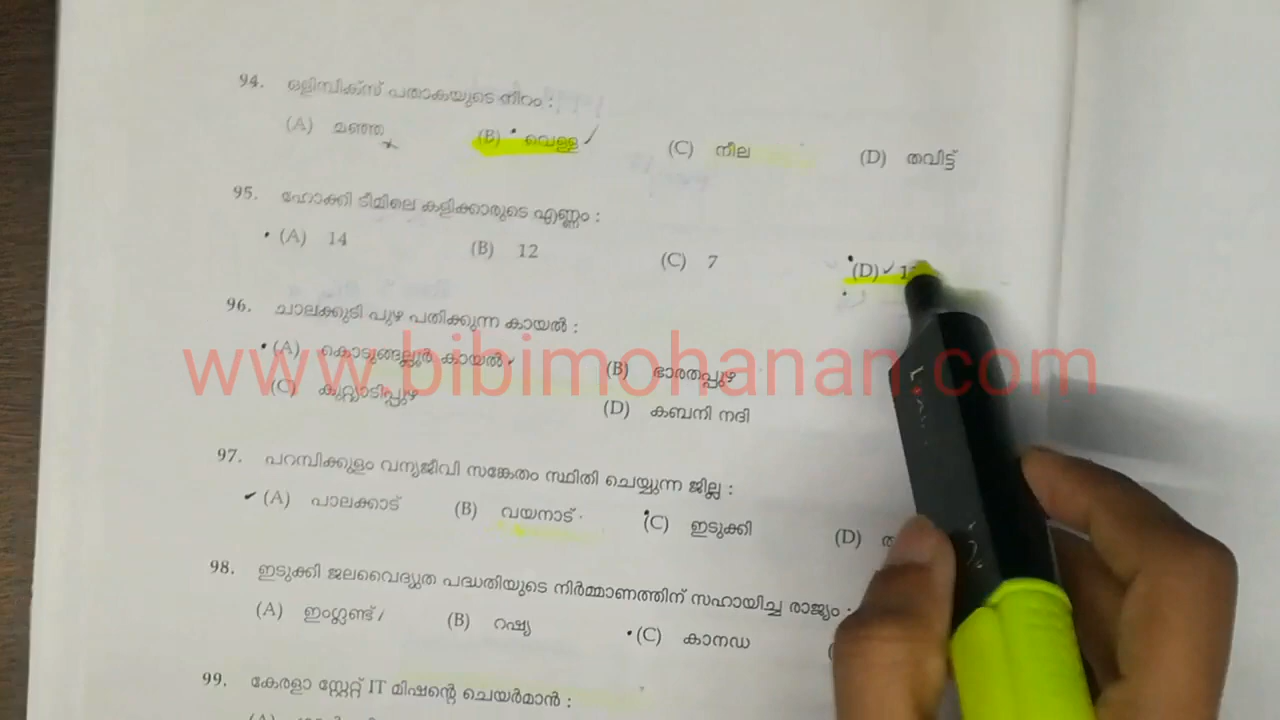 94. ഒളിമ്പിക്സ് പതാകയുടെ നിറം :
(A) മഞ്ഞ (B) വെള്ള (C) നീല (D) തവിട്ട്
95. ഹോക്കി ടീമിലെ കളിക്കാരുടെ എണ്ണം :
(A) 14 (B) 12 (C) 7 (D)
96. ചാലക്കുടി പുഴ പതിക്കുന്ന കായൽ :
(A) കൊടുങ്ങല്ലൂർ കായൽ (B) ഭാരതപ്പുഴ
www.bibimohanan.com
(C) കുറ്റ്യാടിപ്പുഴ (D) കബനി നദി
97. പറമ്പിക്കുളം വന്യജീവി സങ്കേതം സ്ഥിതി ചെയ്യുന്ന ജില്ല :
(A) പാലക്കാട് (B) വയനാട് (C) ഇടുക്കി (D)
98. ഇടുക്കി ജലവൈദ്യുത പദ്ധതിയുടെ നിർമ്മാണത്തിന് സഹായിച്ച രാജ്യം :
(A) ഇംഗ്ലണ്ട് (B) റഷ്യ (C) കാനഡ
99. കേരളാ സ്റ്റേറ്റ് IT മിഷന്റെ ചെയർമാൻ :
(A)